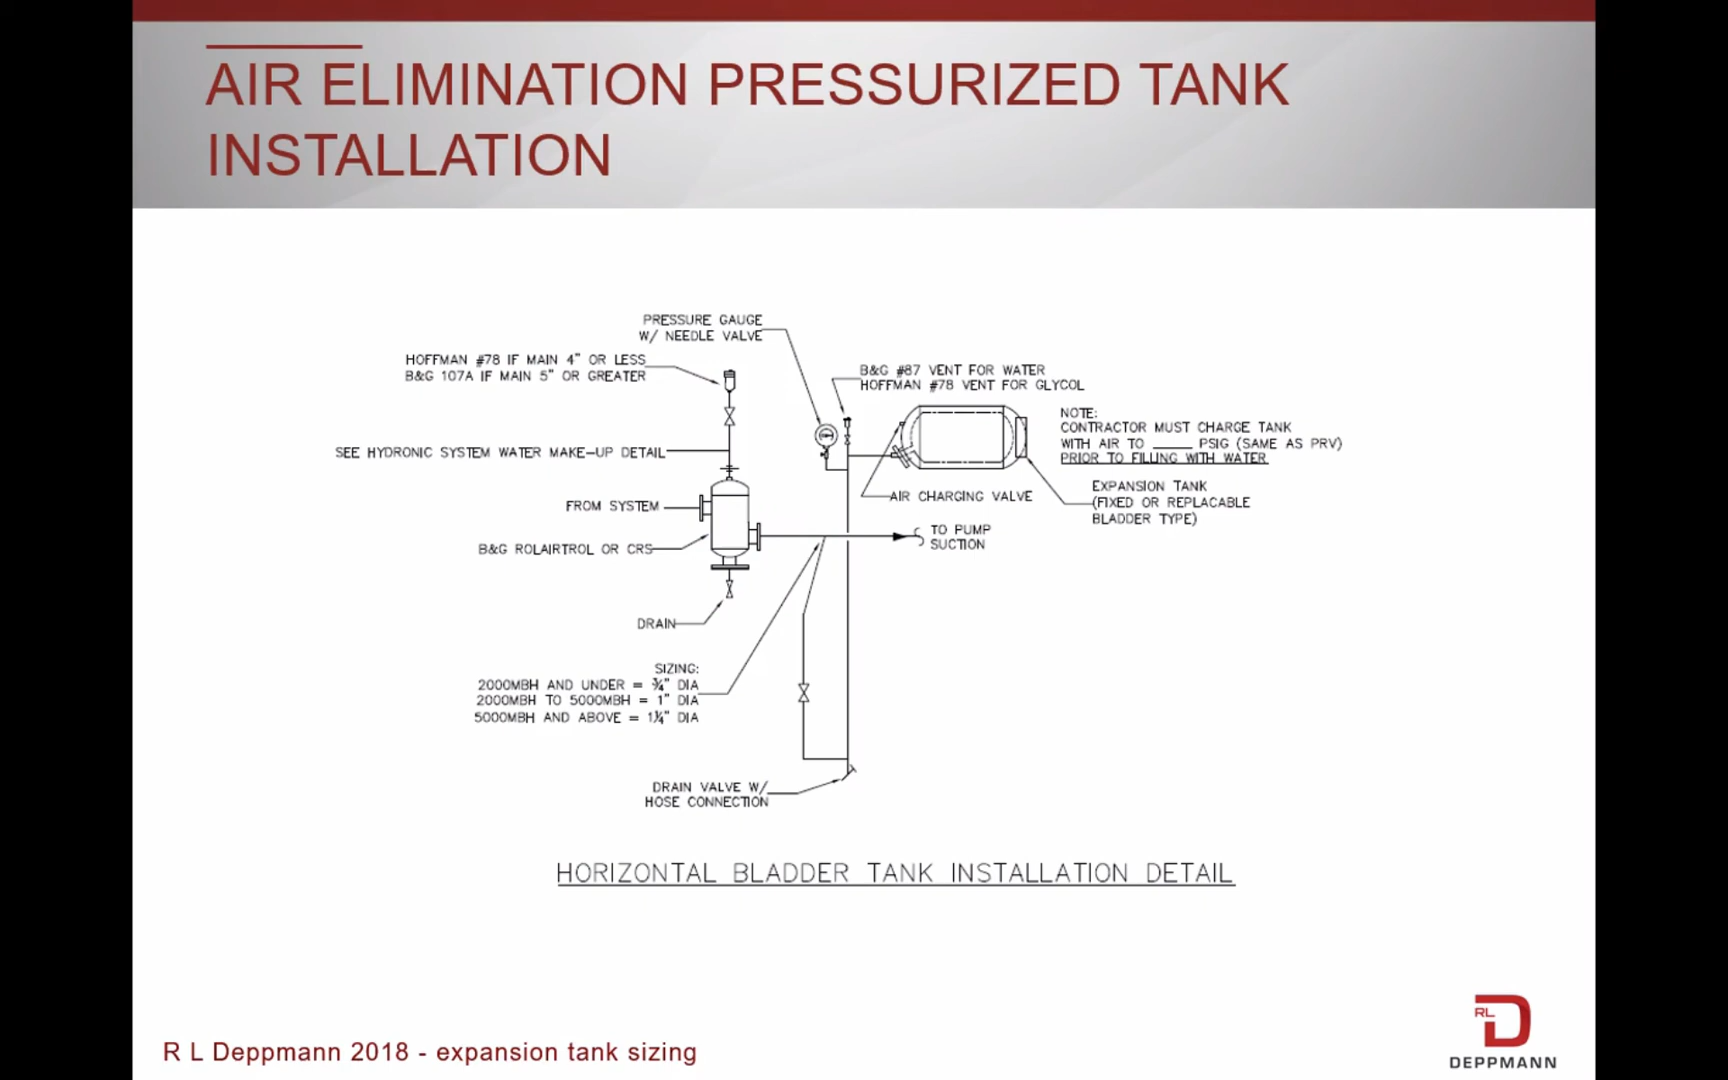 AIR ELIMINATION PRESSURIZED TANK
INSTALLATION
PRESSURE GAUGE
W/ NEEDLE VALVE
HOFFMAN #78 IF MAIN 4" OR LESS
B&G 107A IF MAIN 5" OR GREATER
B&G #87 VENT FOR WATER
HOFFMAN #78 VENT FOR GLYCOL
NOTE:
CONTRACTOR MUST CHARGE TANK
WITH AIR TO _____ PSIG (SAME AS PRV)
PRIOR TO FILLING WITH WATER
SEE HYDRONIC SYSTEM WATER MAKE-UP DETAIL
AIR CHARGING VALVE
EXPANSION TANK
(FIXED OR REPLACABLE
BLADDER TYPE)
FROM SYSTEM
TO PUMP
SUCTION
B&G ROLAIRTROL OR CRS
DRAIN
SIZING:
2000MBH AND UNDER = ¾" DIA
2000MBH TO 5000MBH = 1" DIA
5000MBH AND ABOVE = 1¼" DIA
DRAIN VALVE W/
HOSE CONNECTION
HORIZONTAL BLADDER TANK INSTALLATION DETAIL
R L Deppmann 2018 - expansion tank sizing
RL
DEPPMANN